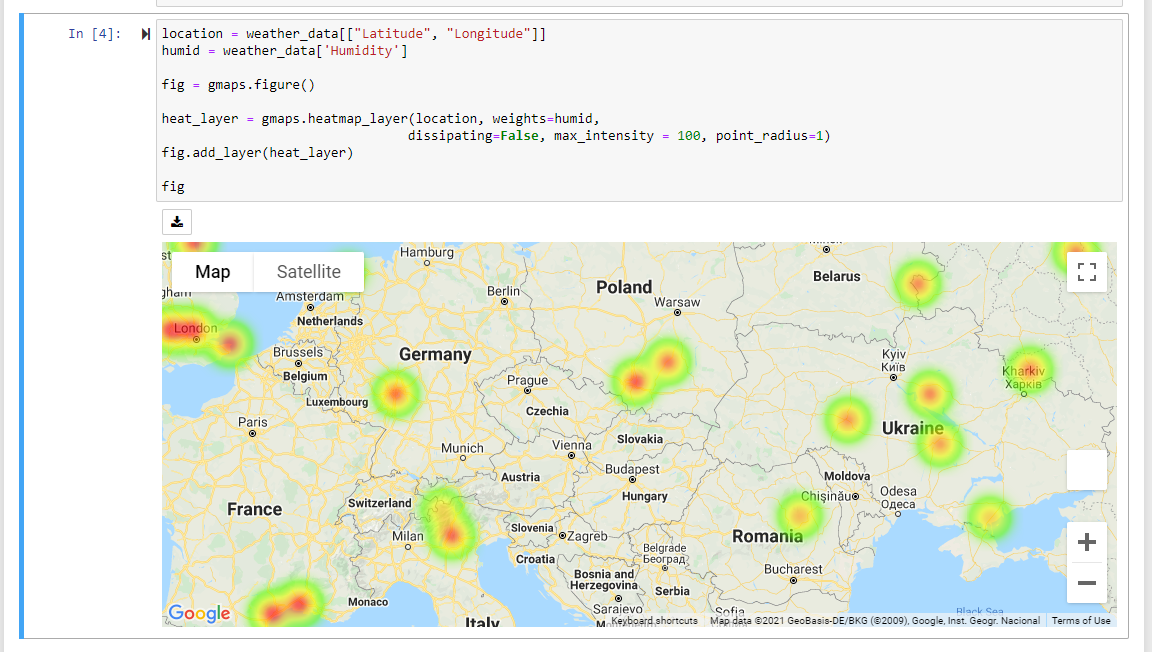 In [4]:
location = weather_data[["Latitude", "Longitude"]]
humid = weather_data['Humidity']
fig = gmaps.figure()
heat_layer = gmaps.heatmap_layer(location, weights=humid,
dissipating=False, max_intensity = 100, point_radius=1)
fig.add_layer(heat_layer)
fig
Map Satellite
Hamburg
Berlin
Poland
Belarus
Amsterdam
Warsaw
Netherlands
London
Brussels
Germany
Kyiv
Київ
Belgium
Kharkiv
Харків
Prague
Luxembourg
Czechia
Paris
Ukraine
Munich
Vienna
Slovakia
Budapest
Austria
Moldova
Hungary
Chișinău
Odesa
Одеса
France
Switzerland
Milan
Slovenia
Zagreb
Romania
Croatia
Belgrade
Београд
Bucharest
Bosnia and
Herzegovina
Serbia
Monaco
Sarajevo
Sofia
Black Sea
Google
Italy
Keyboard shortcuts Map data ©2021 GeoBasis-DE/BKG (©2009), Google, Inst. Geogr. Nacional Terms of Use